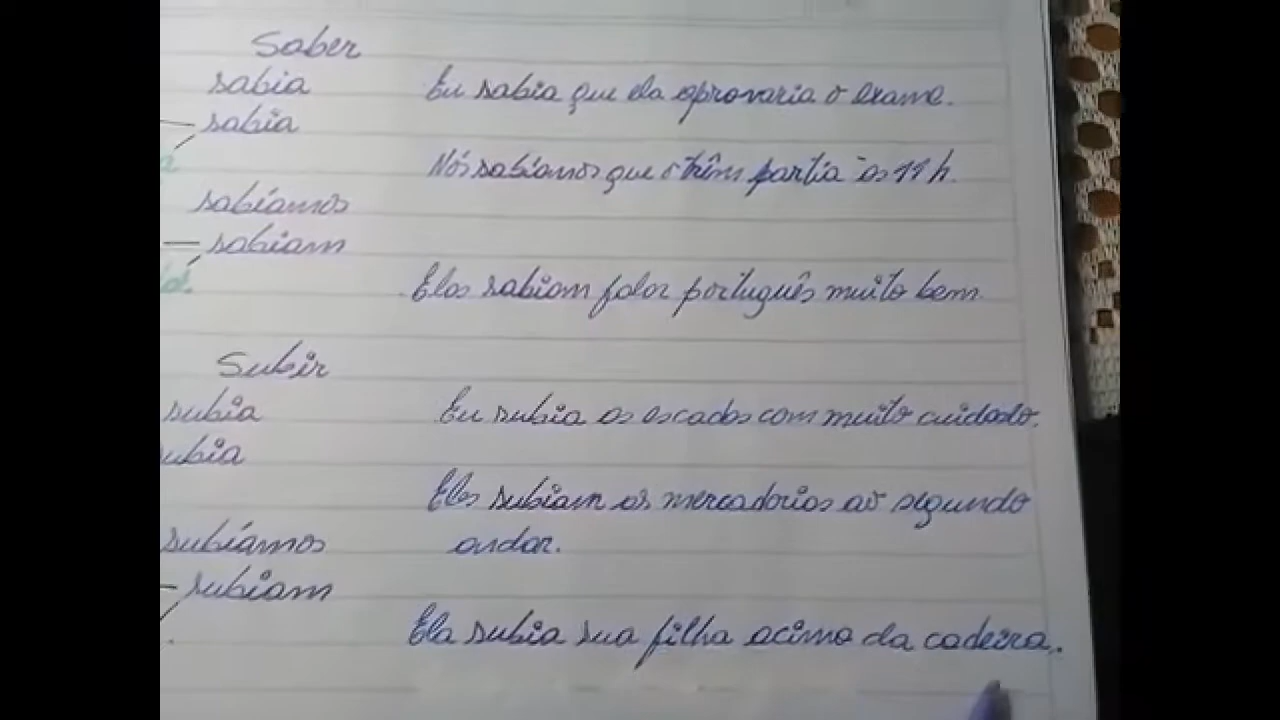 Saber
sabia Eu sabia que ela aprovaria o exame.
sabia
Nós sabíamos que o trêm partia às 11 h.
sabíamos
sabiam
Elas sabiam falar português muito bem.
Subir
subia Eu subia as escadas com muito cuidado.
ubia
Eles subiam as mercadorias ao segundo
subíamos andar.
subiam
Ela subia sua filha acima da cadeira.